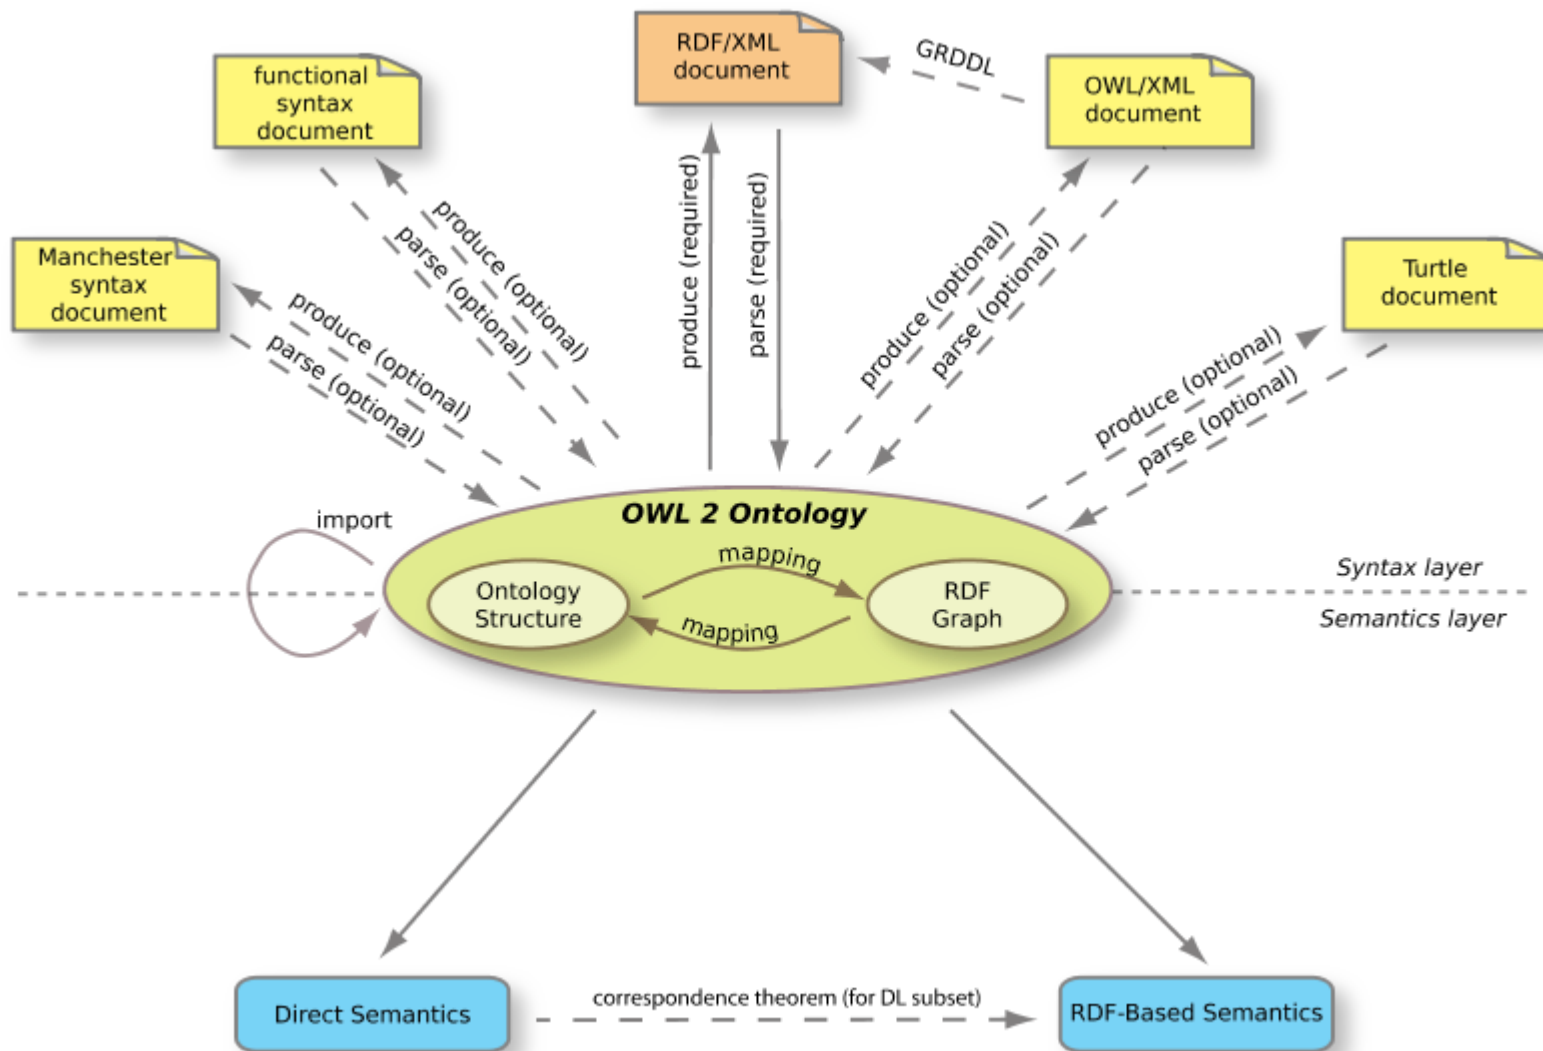 RDF/XML
document
GRDDL
functional
syntax
document
OWL/XML
document
Manchester
syntax
document
Turtle
document
produce (optional)
parse (optional)
produce (optional)
parse (optional)
produce (required)
parse (required)
produce (optional)
parse (optional)
produce (optional)
parse (optional)
import
OWL 2 Ontology
mapping
Ontology
Structure
RDF
Graph
mapping
Syntax layer
Semantics layer
Direct Semantics
correspondence theorem (for DL subset)
RDF-Based Semantics